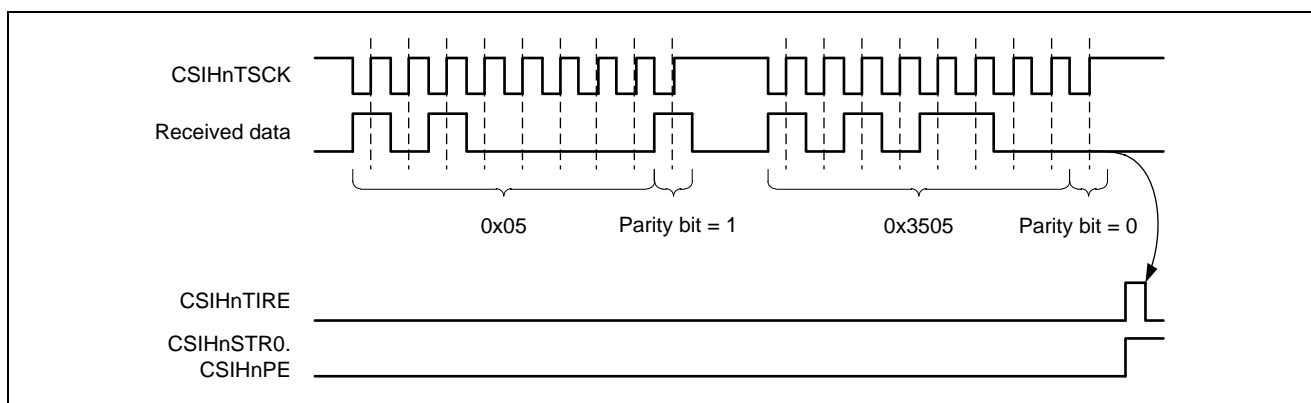 CSIHnTSCK
Received data
0x05
Parity bit = 1
0x3505
Parity bit = 0
CSIHnTIRE
CSIHnSTR0.
CSIHnPE